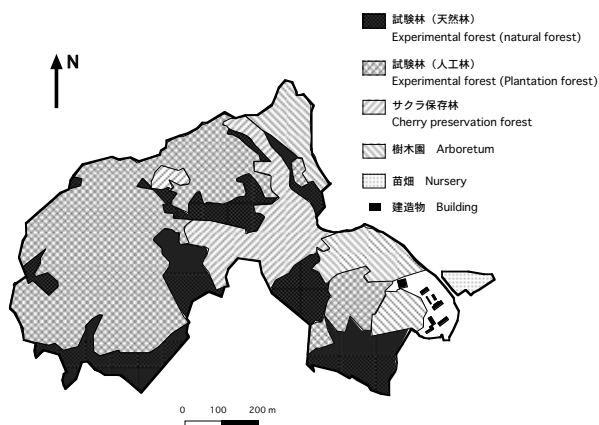 N
試験林（天然林）
Experimental forest (natural forest)
試験林（人工林）
Experimental forest (Plantation forest)
サクラ保存林
Cherry preservation forest
樹木園 Arboretum
苗畑 Nursery
建造物 Building
0 100 200 m